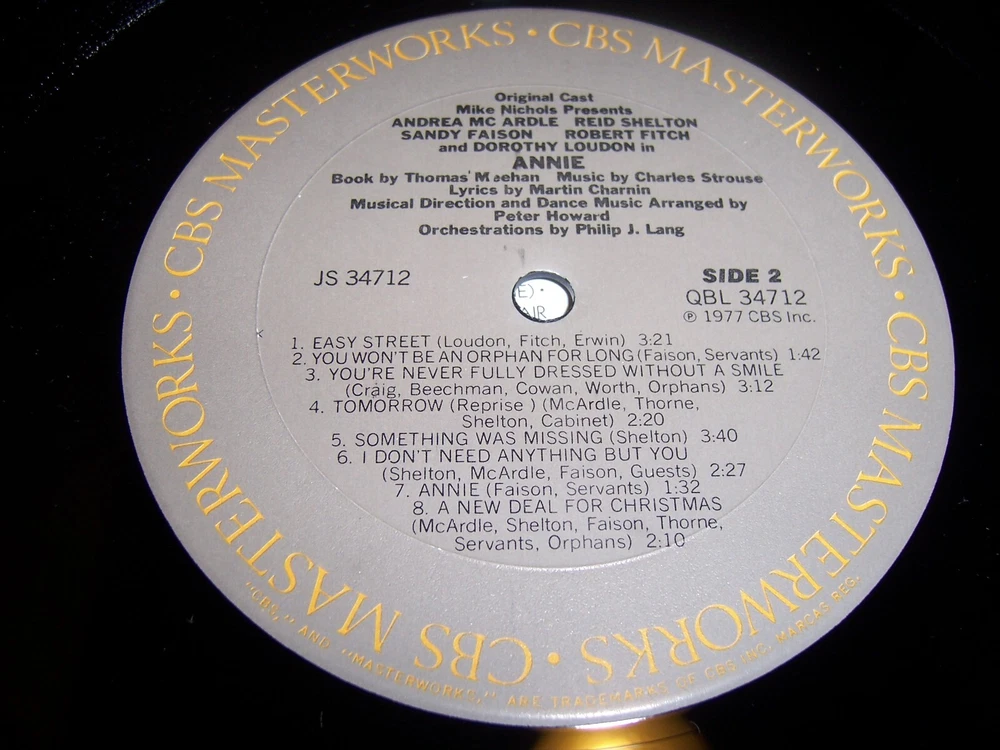 CBS MASTERWORKS • CBS MASTERWORKS • CBS MASTERWORKS • CBS MASTERWORKS •
Original Cast
Mike Nichols Presents
ANDREA MC ARDLE REID SHELTON
SANDY FAISON ROBERT FITCH
and DOROTHY LOUDON in
ANNIE
Book by Thomas Meehan Music by Charles Strouse
Lyrics by Martin Charnin
Musical Direction and Dance Music Arranged by
Peter Howard
Orchestrations by Philip J. Lang
JS 34712
SIDE 2
QBL 34712
℗ 1977 CBS Inc.
E) •
AIR
1. EASY STREET (Loudon, Fitch, Erwin) 3:21
2. YOU WON'T BE AN ORPHAN FOR LONG (Faison, Servants) 1:42
3. YOU'RE NEVER FULLY DRESSED WITHOUT A SMILE
(Craig, Beechman, Cowan, Worth, Orphans) 3:12
4. TOMORROW (Reprise ) (McArdle, Thorne,
Shelton, Cabinet) 2:20
5. SOMETHING WAS MISSING (Shelton) 3:40
6. I DON'T NEED ANYTHING BUT YOU
(Shelton, McArdle, Faison, Guests) 2:27
7. ANNIE (Faison, Servants) 1:32
8. A NEW DEAL FOR CHRISTMAS
(McArdle, Shelton, Faison, Thorne,
Servants, Orphans) 2:10
"CBS," AND "MASTERWORKS," ARE TRADEMARKS OF CBS INC. MARCAS REG.